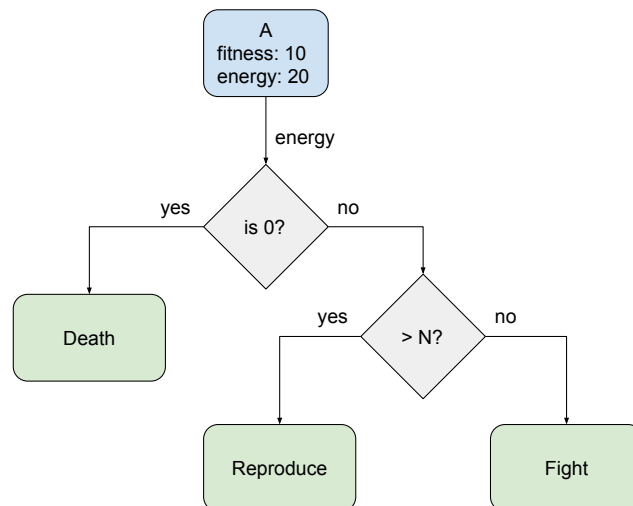 A
fitness: 10
energy: 20
energy
yes
is 0?
no
Death
yes
> N?
no
Reproduce
Fight